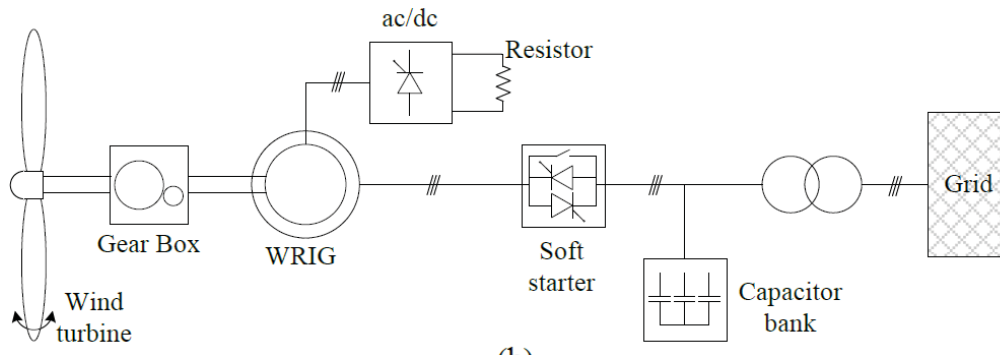 ac/dc
Resistor
Gear Box
WRIG
Soft
starter
Capacitor
bank
Grid
Wind
turbine
(b)